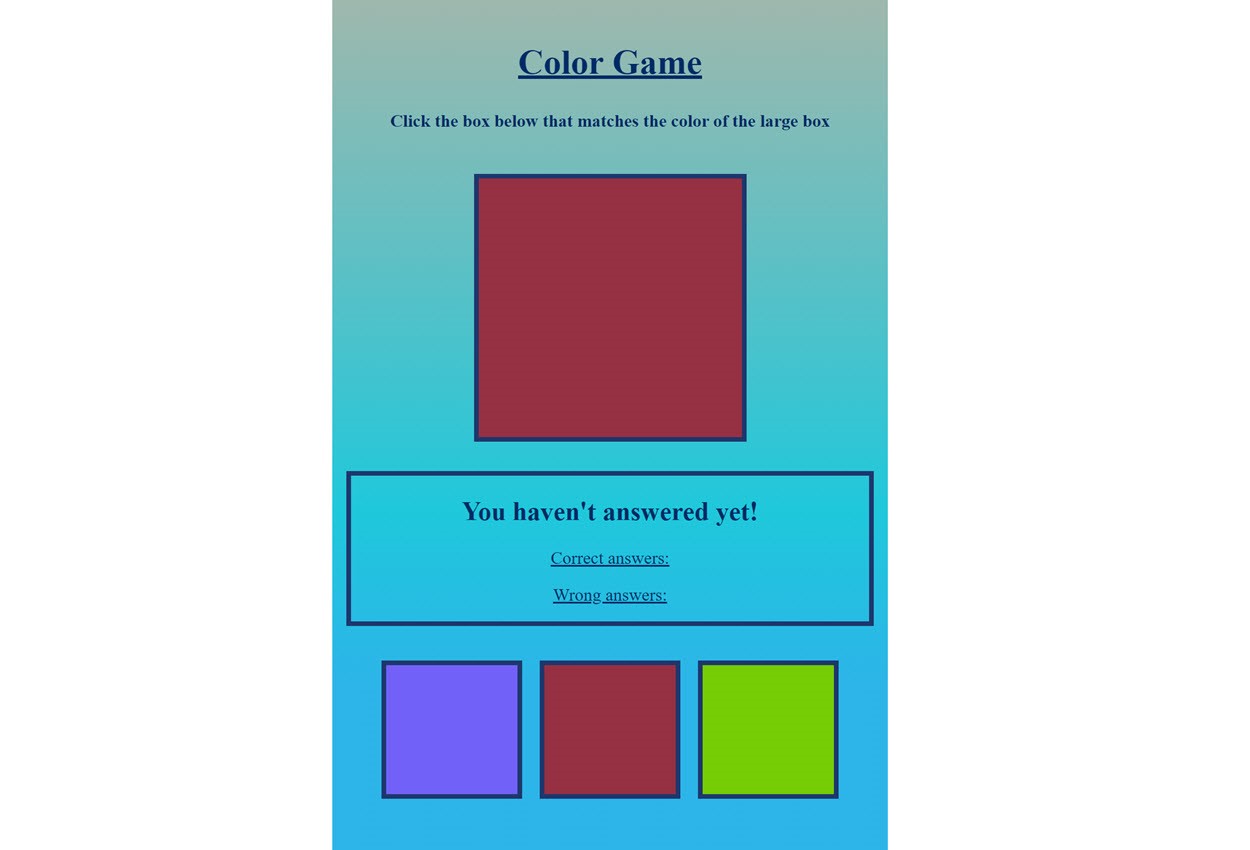 Color Game
Click the box below that matches the color of the large box
You haven't answered yet!
Correct answers:
Wrong answers: